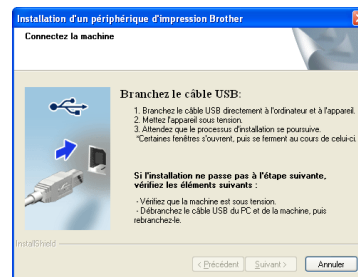 Installation d'un périphérique d'impression Brother
Connectez la machine
Branchez le câble USB:
1. Branchez le câble USB directement à l'ordinateur et à l'appareil.
2. Mettez l'appareil sous tension.
3. Attendez que le processus d'installation se poursuive.
*Certaines fenêtres s'ouvrent, puis se ferment au cours de celui-ci.
Si l'installation ne passe pas à l'étape suivante,
vérifiez les éléments suivants :
- Vérifiez que la machine est sous tension.
- Débranchez le câble USB du PC et de la machine, puis
rebranchez-le.
InstallShield
< Précédent Suivant > Annuler